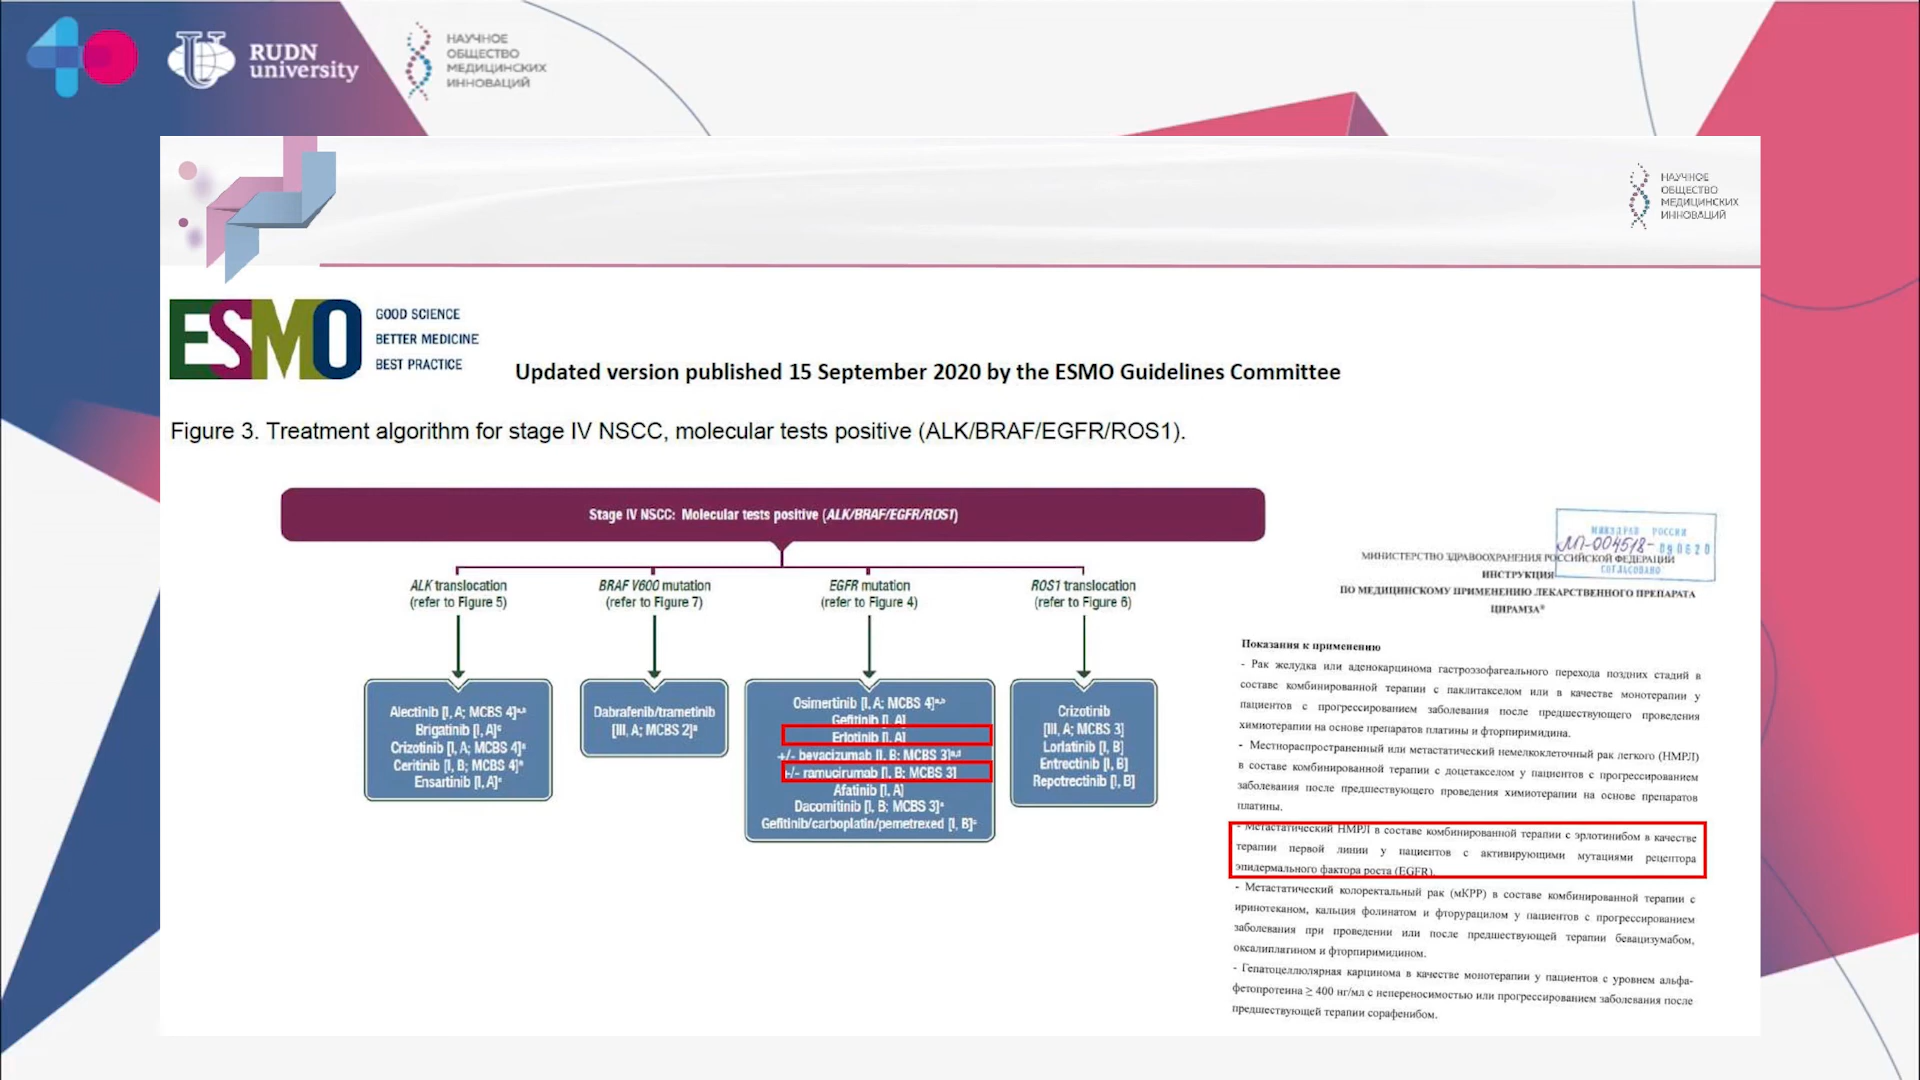 RUDN
university
НАУЧНОЕ
ОБЩЕСТВО
МЕДИЦИНСКИХ
ИННОВАЦИЙ
НАУЧНОЕ
ОБЩЕСТВО
МЕДИЦИНСКИХ
ИННОВАЦИЙ
ESMO
GOOD SCIENCE
BETTER MEDICINE
BEST PRACTICE
Updated version published 15 September 2020 by the ESMO Guidelines Committee
Figure 3. Treatment algorithm for stage IV NSCC, molecular tests positive (ALK/BRAF/EGFR/ROS1).
Stage IV NSCC: Molecular tests positive (ALK/BRAF/EGFR/ROS1)
ALK translocation
(refer to Figure 5)
Alectinib [I, A; MCBS 4]
Brigatinib [I, A]
Crizotinib [I, A; MCBS 4]
Ceritinib [I, B; MCBS 4]
Ensartinib [I, A]
BRAF V600 mutation
(refer to Figure 7)
Dabrafenib/trametinib
[III, A; MCBS 2]
EGFR mutation
(refer to Figure 4)
Osimertinib [I, A; MCBS 4]
Gefitinib [I, A]
Erlotinib [I, A]
+/- bevacizumab [I, B; MCBS 3]
+/- ramucirumab [I, B; MCBS 3]
Afatinib [I, A]
Dacomitinib [I, B; MCBS 3]
Gefitinib/carboplatin/pemetrexed [I, B]
ROS1 translocation
(refer to Figure 6)
Crizotinib
[III, A; MCBS 3]
Lorlatinib [I, B]
Entrectinib [I, B]
Repotrectinib [I, B]
МИНЗДРАВ РОССИИ
ЛП-004518-090620
СОГЛАСОВАНО
МИНИСТЕРСТВО ЗДРАВООХРАНЕНИЯ РОССИЙСКОЙ ФЕДЕРАЦИИ
ИНСТРУКЦИЯ
ПО МЕДИЦИНСКОМУ ПРИМЕНЕНИЮ ЛЕКАРСТВЕННОГО ПРЕПАРАТА
ЦИРАМЗА®
Показания к применению
- Рак желудка или аденокарцинома гастроэзофагеального перехода поздних стадий в
составе комбинированной терапии с паклитакселом или в качестве монотерапии у
пациентов с прогрессированием заболевания после предшествующего проведения
химиотерапии на основе препаратов платины и фторпиримидина.
- Местнораспространенный или метастатический немелкоклеточный рак легкого (НМРЛ)
в составе комбинированной терапии с доцетакселом у пациентов с прогрессированием
заболевания после предшествующего проведения химиотерапии на основе препаратов
платины.
- Метастатический НМРЛ в составе комбинированной терапии с эрлотинибом в качестве
терапии первой линии у пациентов с активирующими мутациями рецептора
эпидермального фактора роста (EGFR).
- Метастатический колоректальный рак (мКРР) в составе комбинированной терапии с
иринотеканом, кальция фолинатом и фторурацилом у пациентов с прогрессированием
заболевания при проведении или после предшествующей терапии бевацизумабом,
оксалиплатином и фторпиримидином.
- Гепатоцеллюлярная карцинома в качестве монотерапии у пациентов с уровнем альфа-
фетопротеина ≥ 400 нг/мл с непереносимостью или прогрессированием заболевания после
предшествующей терапии сорафенибом.